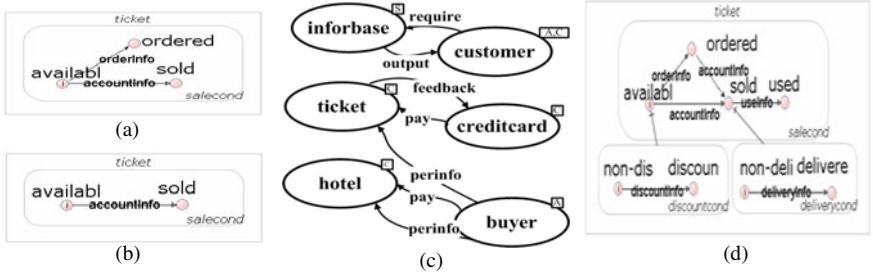 ticket
ordered
orderInfo
availabl
sold
accountInfo
salecond
(a)
ticket
availabl
sold
accountInfo
salecond
(b)
S
inforbase
require
A,C
customer
output
C
feedback
ticket
C
pay
creditcard
C
perinfo
hotel
pay
A
buyer
perinfo
(c)
ticket
ordered
orderInfo
accountInfo
availabl
sold
used
useinfo
accountInfo
salecond
non-dis
discoun
discountInfo
discountcond
non-deli
delivere
deliveryinfo
deliverycond
(d)